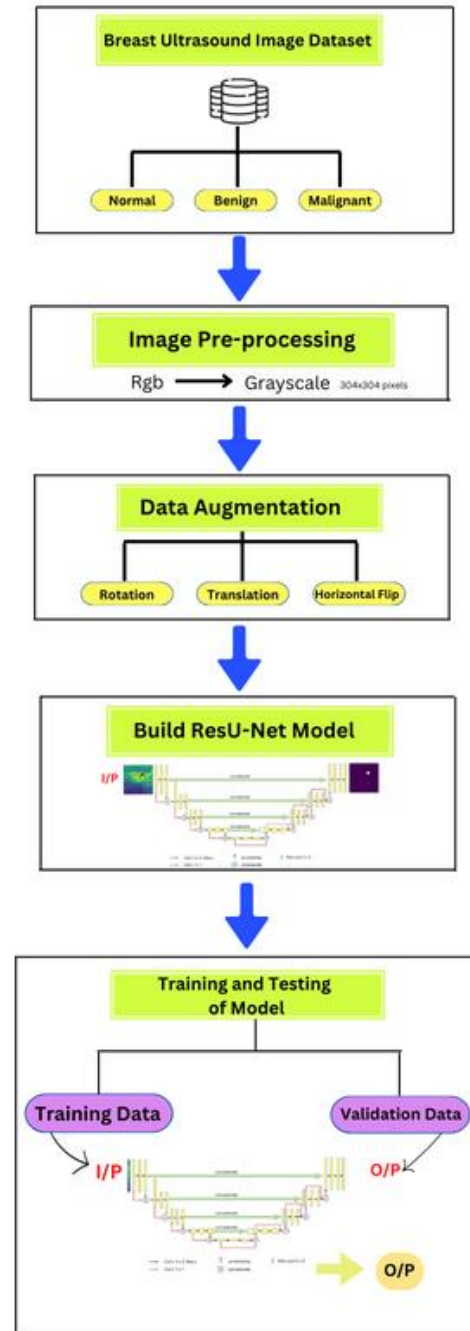 Breast Ultrasound Image Dataset
Normal
Benign
Malignant
Image Pre-processing
Rgb
Grayscale
304x304 pixels
Data Augmentation
Rotation
Translation
Horizontal Flip
Build ResU-Net Model
I/P
Training and Testing
of Model
Training Data
Validation Data
I/P
O/P
O/P